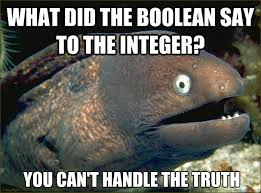 WHAT DID THE BOOLEAN SAY
TO THE INTEGER?
YOU CAN'T HANDLE THE TRUTH